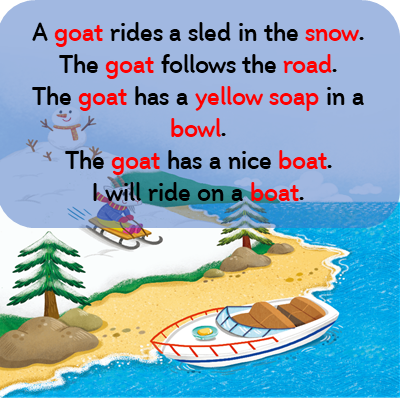 A goat rides a sled in the snow.
The goat follows the road.
The goat has a yellow soap in a
bowl.
The goat has a nice boat.
I will ride on a boat.